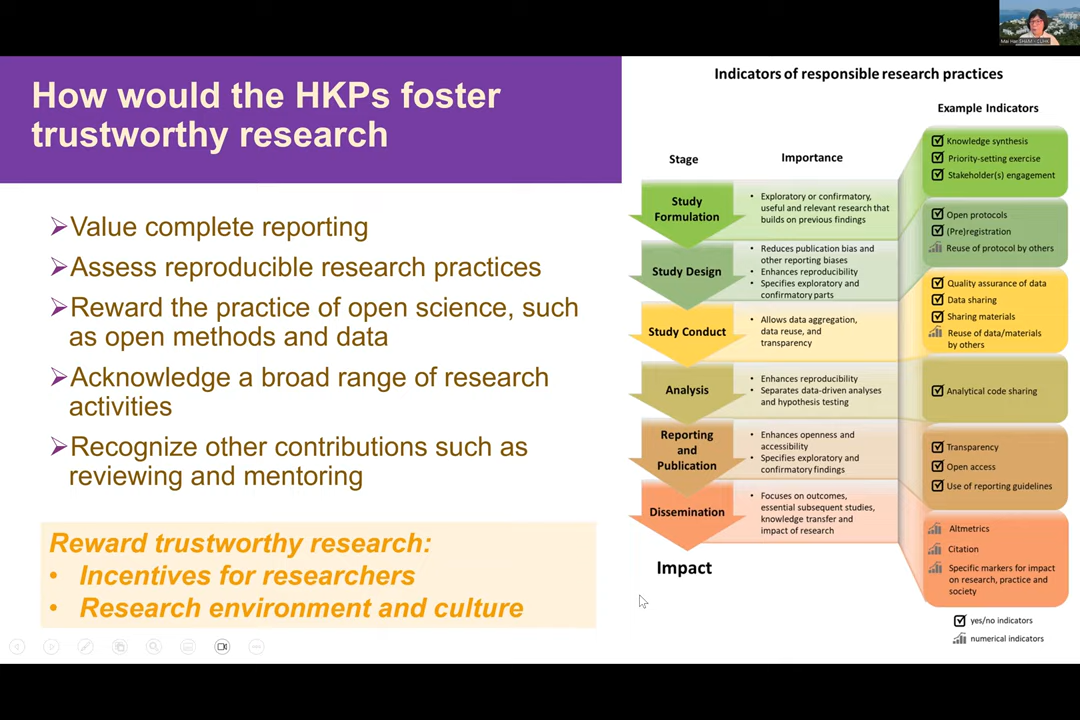 Mai Har SHAM - CUHK
How would the HKPs foster
trustworthy research
Value complete reporting
Assess reproducible research practices
Reward the practice of open science, such
as open methods and data
Acknowledge a broad range of research
activities
Recognize other contributions such as
reviewing and mentoring
Reward trustworthy research:
• Incentives for researchers
• Research environment and culture
Indicators of responsible research practices
Stage
Importance
Example Indicators
Study
Formulation
• Exploratory or confirmatory,
useful and relevant research that
builds on previous findings
Knowledge synthesis
Priority-setting exercise
Stakeholder(s) engagement
Study Design
• Reduces publication bias and
other reporting biases
• Enhances reproducibility
• Specifies exploratory and
confirmatory parts
Open protocols
(Pre)registration
Reuse of protocol by others
Study Conduct
• Allows data aggregation,
data reuse, and
transparency
Quality assurance of data
Data sharing
Sharing materials
Reuse of data/materials
by others
Analysis
• Enhances reproducibility
• Separates data-driven analyses
and hypothesis testing
Analytical code sharing
Reporting
and
Publication
• Enhances openness and
accessibility
• Specifies exploratory and
confirmatory findings
Transparency
Open access
Use of reporting guidelines
Dissemination
• Focuses on outcomes,
essential subsequent studies,
knowledge transfer and
impact of research
Altmetrics
Citation
Specific markers for impact
on research, practice and
society
Impact
yes/no indicators
numerical indicators